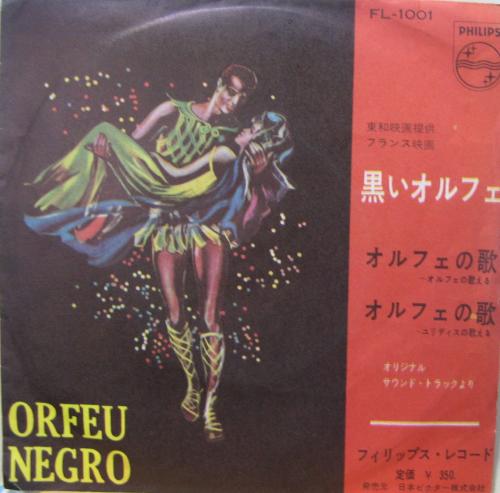 FL-1001
PHILIPS
東和映画提供
フランス映画
黒いオルフェ
オルフェの歌
~オルフェの歌える
オルフェの歌
~ユリディスの歌える
オリジナル
サウンド・トラックより
ORFEU
NEGRO
フィリップス・レコード
定価 ¥ 350.
発売元 日本ビクター株式会社